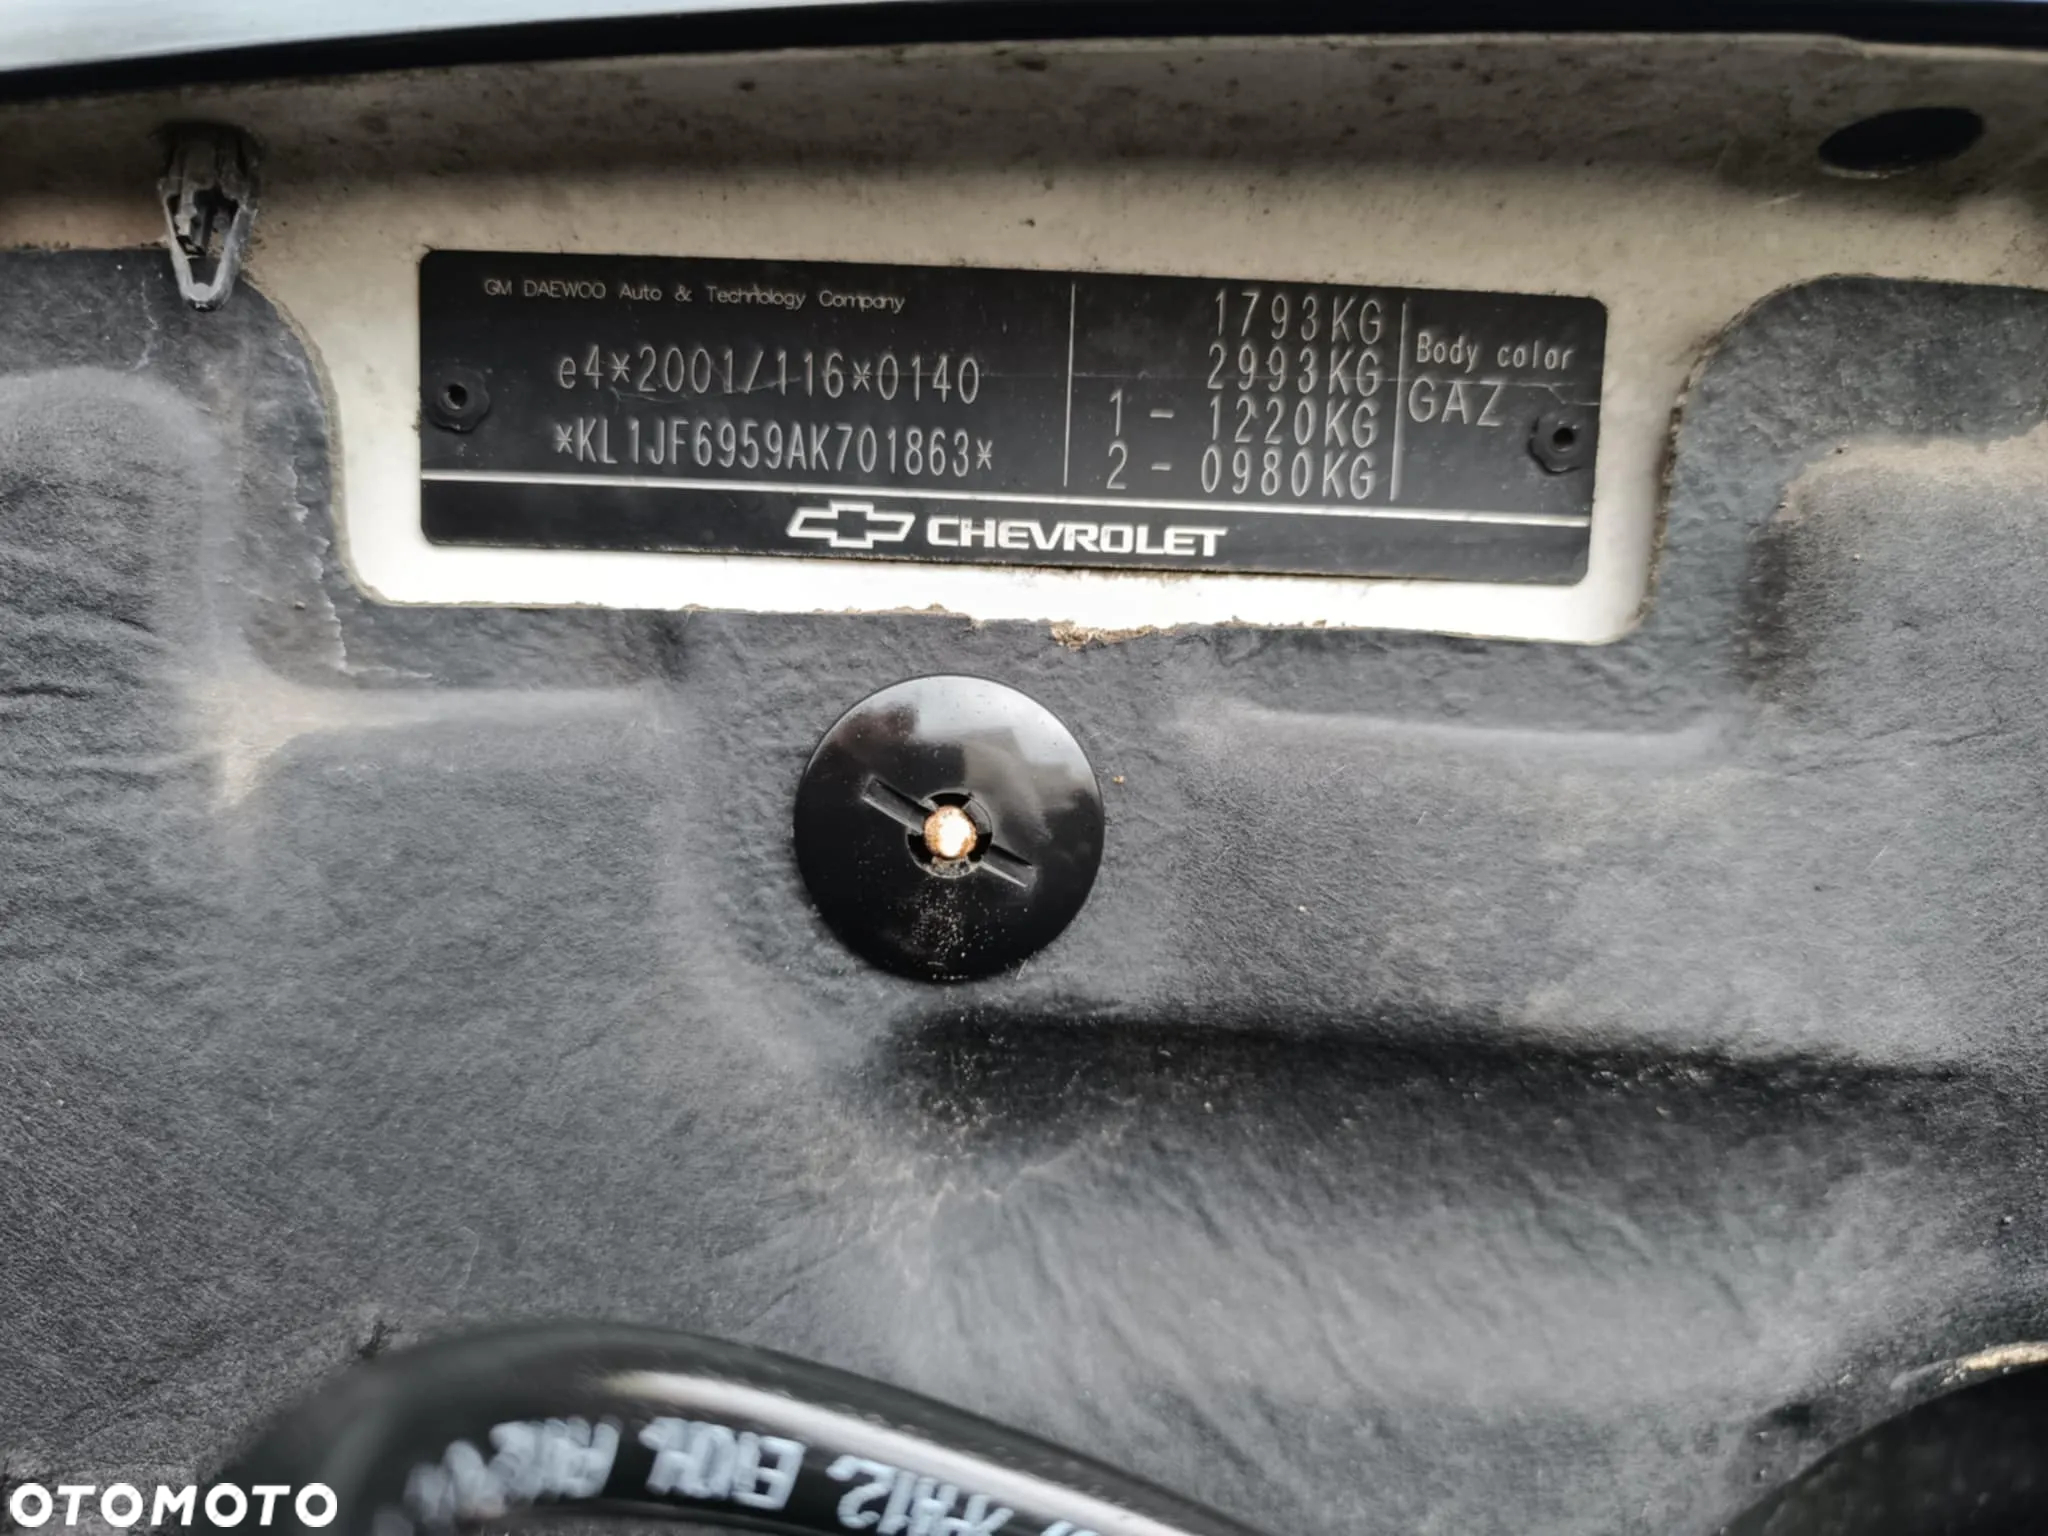 GM DAEWOO Auto & Technology Company
e4*2001/116*0140
*KL1JF6959AK701863*
1793KG
2993KG
1 - 1220KG
2 - 0980KG
Body color
GAZ
CHEVROLET
OTOMOTO